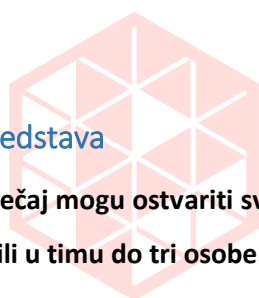 edstava
ečaj mogu ostvariti sv
ili u timu do tri osobe